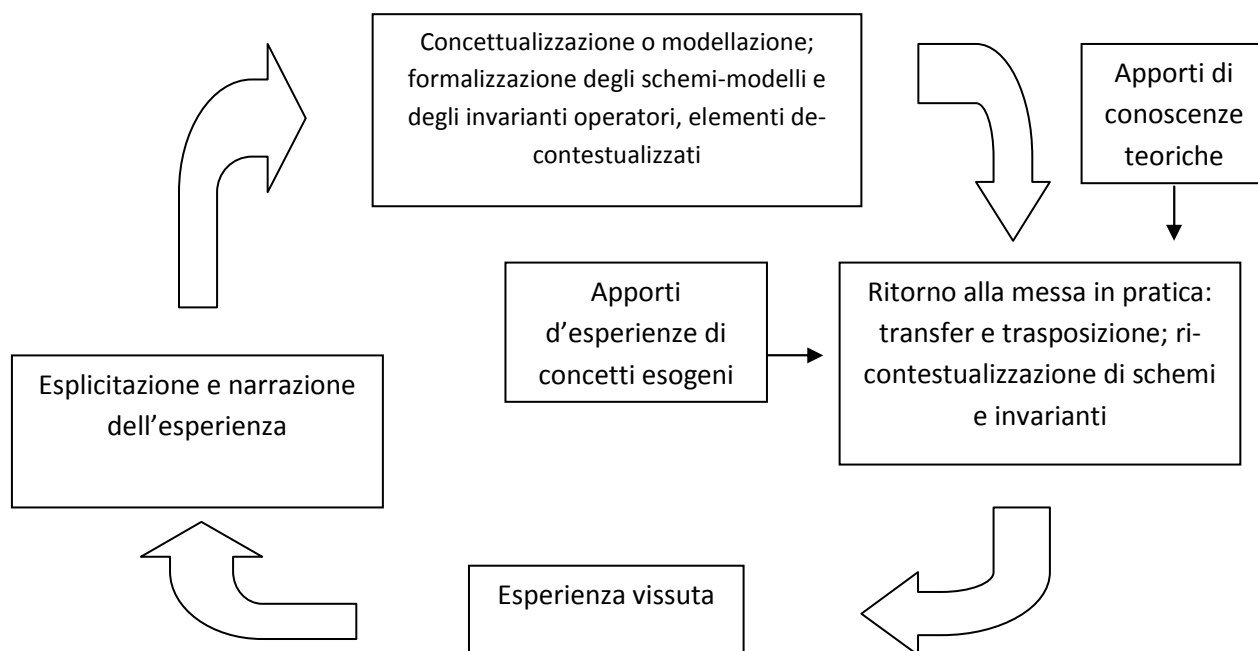 Concettualizzazione o modellazione;
formalizzazione degli schemi-modelli e
degli invarianti operatori, elementi de-
contestualizzati
Apporti di
conoscenze
teoriche
Apporti
d’esperienze di
concetti esogeni
Ritorno alla messa in pratica:
transfer e trasposizione; ri-
contestualizzazione di schemi
e invarianti
Esplicitazione e narrazione
dell’esperienza
Esperienza vissuta